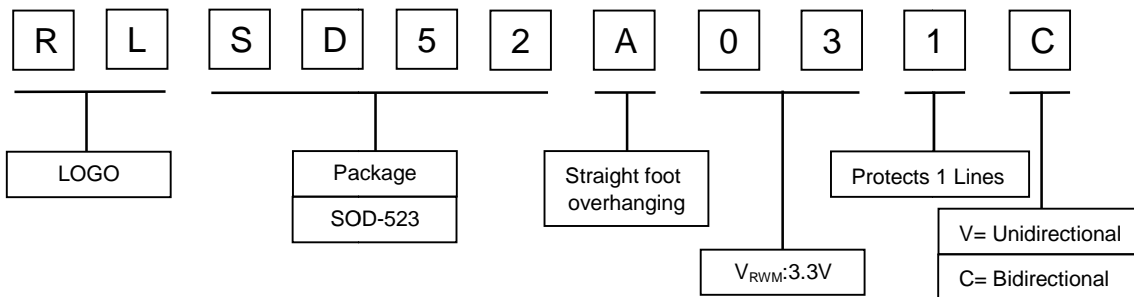 R L S D 5 2 A 0 3 1 C
LOGO
Package
SOD-523
Straight foot
overhanging
VRWM:3.3V
Protects 1 Lines
V= Unidirectional
C= Bidirectional